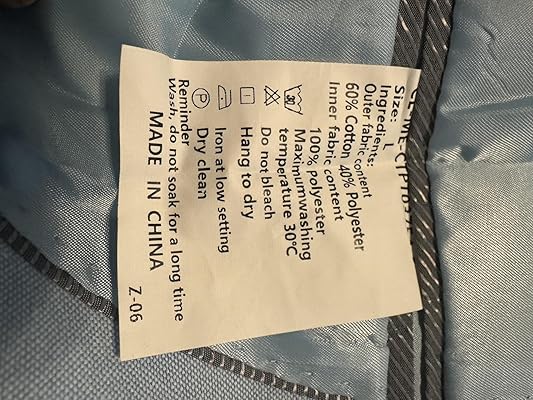 Size: L
Ingredients:
Outer fabric content
60% Cotton 40% Polyester
Inner fabric content
100% polyester
Maximumwashing
temperature 30°C
Do not bleach
Hang to dry
Iron at low setting
Dry clean
Reminder
Wash, do not soak for a long time
MADE IN CHINA
Z-06
30
P